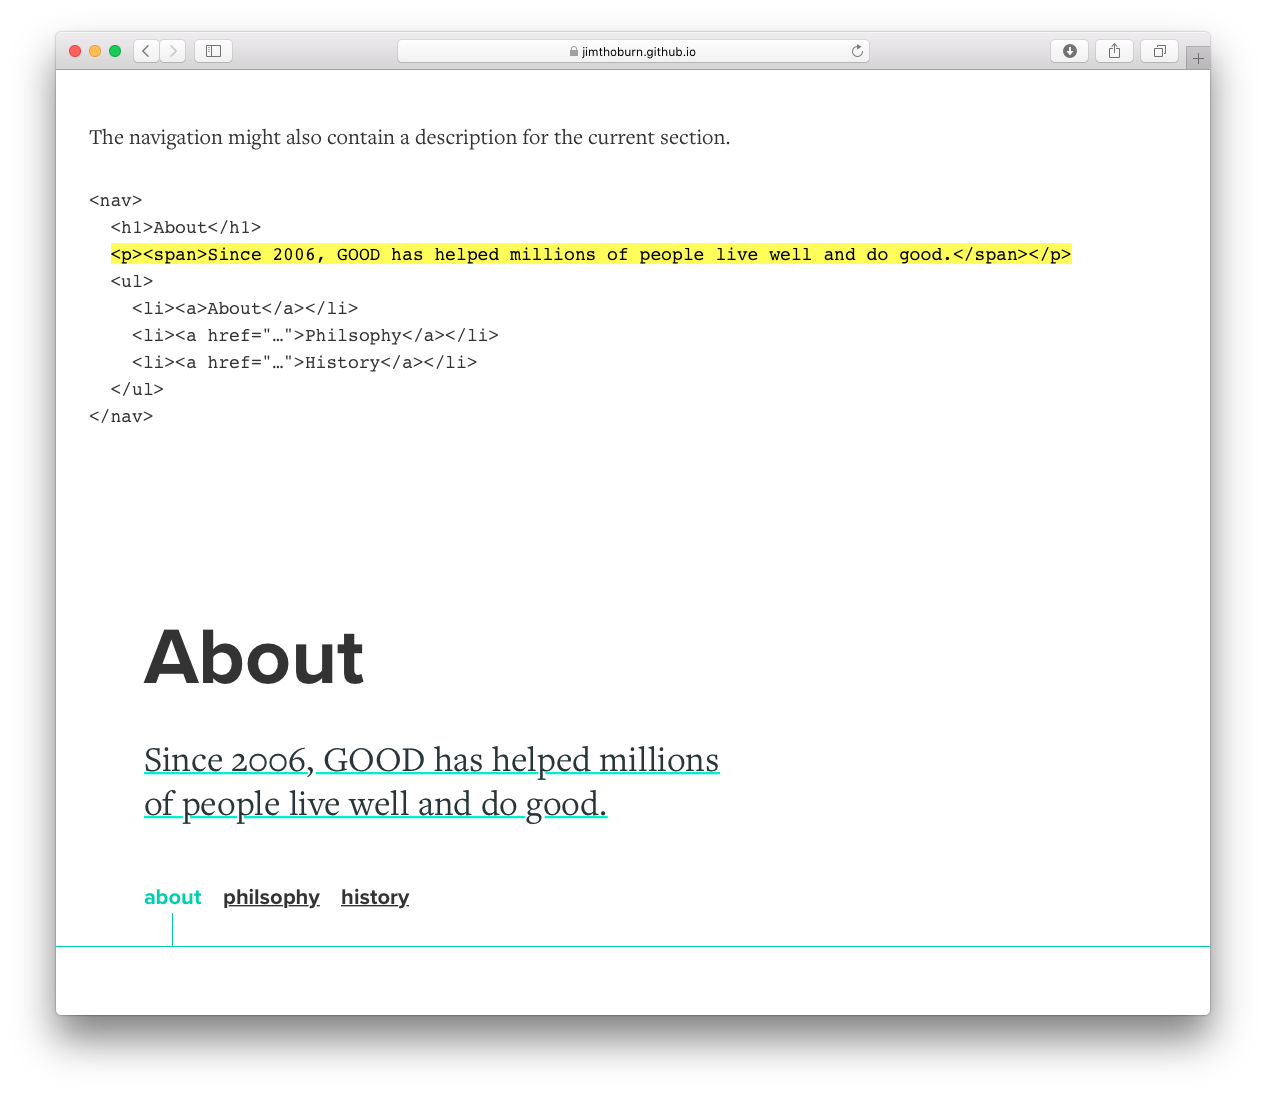 jimthoburn.github.io
The navigation might also contain a description for the current section.
<nav>
  <h1>About</h1>
  <p><span>Since 2006, GOOD has helped millions of people live well and do good.</span></p>
  <ul>
    <li><a>About</a></li>
    <li><a href="…">Philsophy</a></li>
    <li><a href="…">History</a></li>
  </ul>
</nav>
About
Since 2006, GOOD has helped millions
of people live well and do good.
about philsophy history